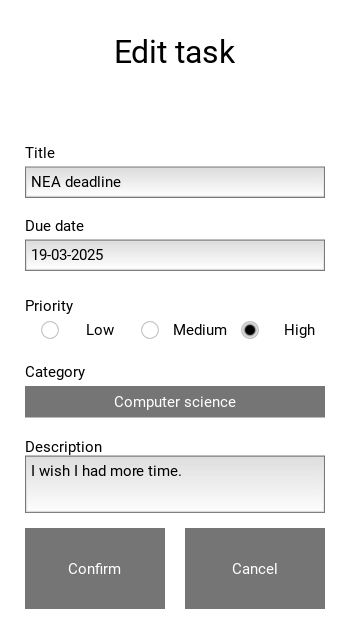 Edit task
Title
NEA deadline
Due date
19-03-2025
Priority
Low Medium High
Category
Computer science
Description
I wish I had more time.
Confirm Cancel